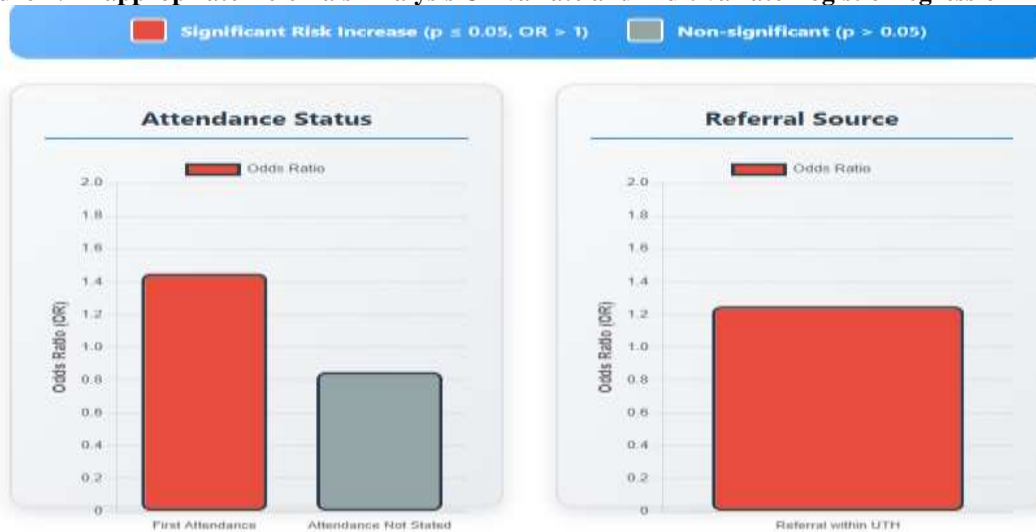 Significant Risk Increase (p ≤ 0.05, OR > 1) Non-significant (p > 0.05)
Attendance Status
Odds Ratio
2.0
1.8
1.6
1.4
1.2
1.0
0.8
0.6
0.4
0.2
0
Odds Ratio (OR)
First Attendance Attendance Not Stated
Referral Source
Odds Ratio
2.0
1.8
1.6
1.4
1.2
1.0
0.8
0.6
0.4
0.2
0
Odds Ratio (OR)
Referral within UTH